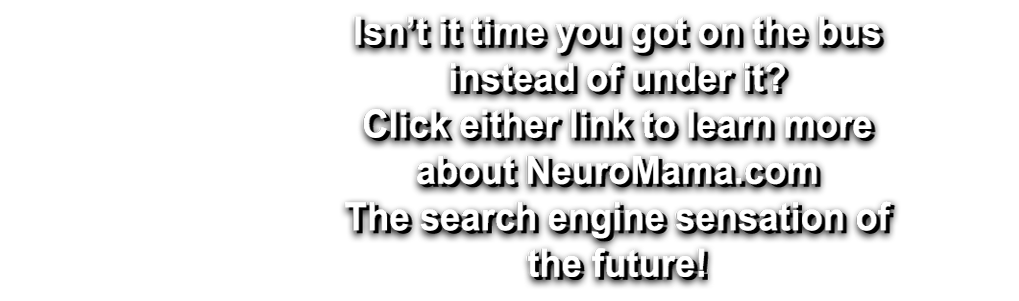 Isn’t it time you got on the bus
instead of under it?
Click either link to learn more
about NeuroMama.com
The search engine sensation of
the future!